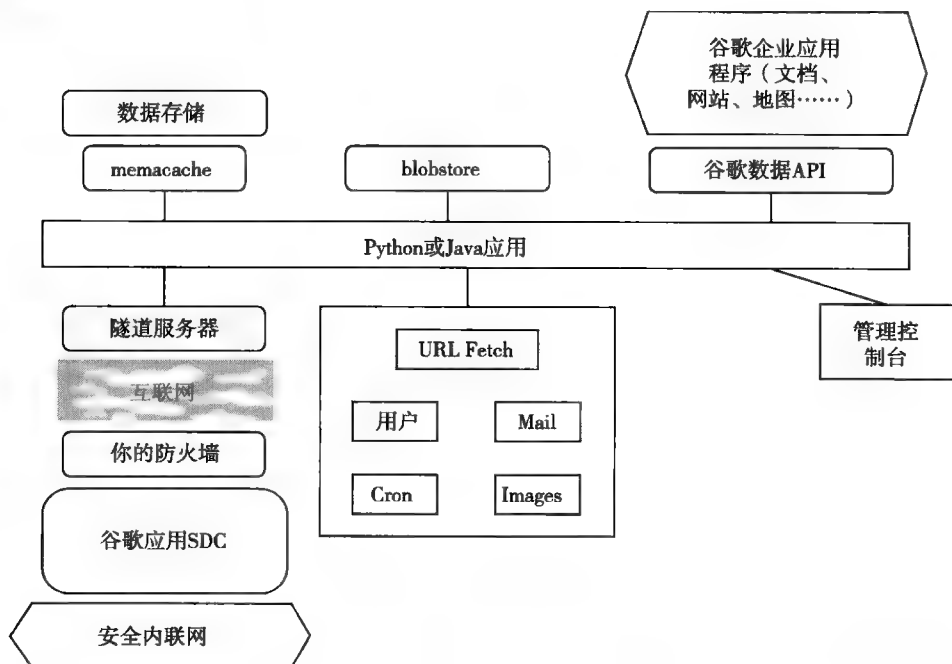 谷歌企业应用
程序（文档、
网站、地图……）
数据存储
memacache
blobstore
谷歌数据API
Python或Java应用
隧道服务器
URL Fetch
管理控
制台
互联网
用户
Mail
你的防火墙
Cron
Images
谷歌应用SDC
安全内联网